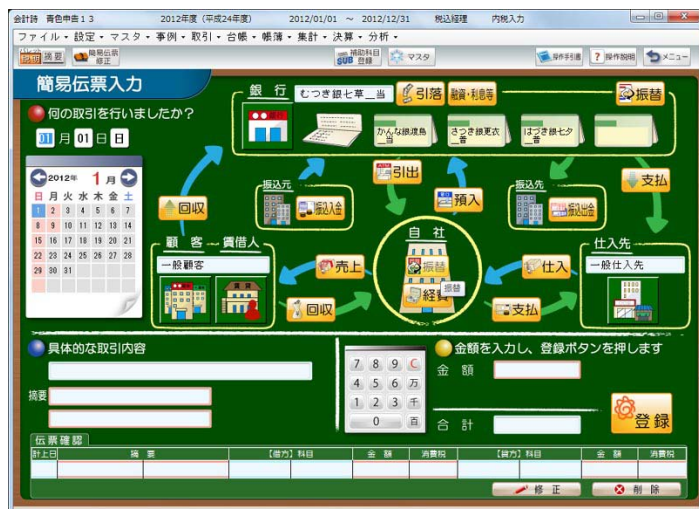 会計詩 青色申告13 2012年度（平成24年度） 2012/01/01 ～ 2012/12/31 税込経理 内税入力
ファイル・設定・マスタ・事例・取引・台帳・帳簿・集計・決算・分析・
摘要 簡易伝票修正 補助科目登録 マスタ 操作手引書 操作説明 メニュー
簡易伝票入力
銀行 むつき銀七草__当 引落 融資・利息等 振替
何の取引を行いましたか？
01 月 01 日 日
かんな銀渡鳥__当 さつき銀更衣__普 はづき銀七夕__普
2012年 1月
日 月 火 水 木 金 土
1 2 3 4 5 6 7
8 9 10 11 12 13 14
15 16 17 18 19 20 21
22 23 24 25 26 27 28
29 30 31
回収 振込元 振込入金 引出 預入 振込先 振込出金 支払
顧客 賃借人 自社 仕入先
一般顧客 売上 振替 仕入 一般仕入先
回収 経費 振替 支払
具体的な取引内容
金額を入力し、登録ボタンを押します
7 8 9 C
4 5 6 万
1 2 3 千
0 百
金額
摘要
合計
登録
伝票確認
計上日 摘要 【借方】科目 金額 消費税 【貸方】科目 金額 消費税
修正 削除